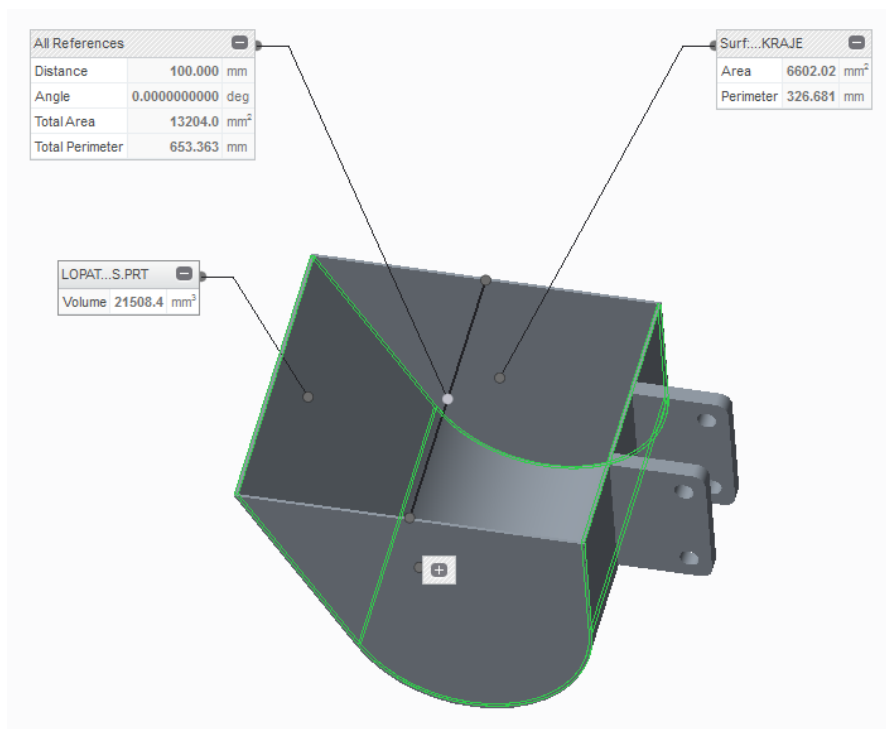 All References
Distance 100.000 mm
Angle 0.0000000000 deg
Total Area 13204.0 mm²
Total Perimeter 653.363 mm
Surf:...KRAJE
Area 6602.02 mm²
Perimeter 326.681 mm
LOPAT...S.PRT
Volume 21508.4 mm³